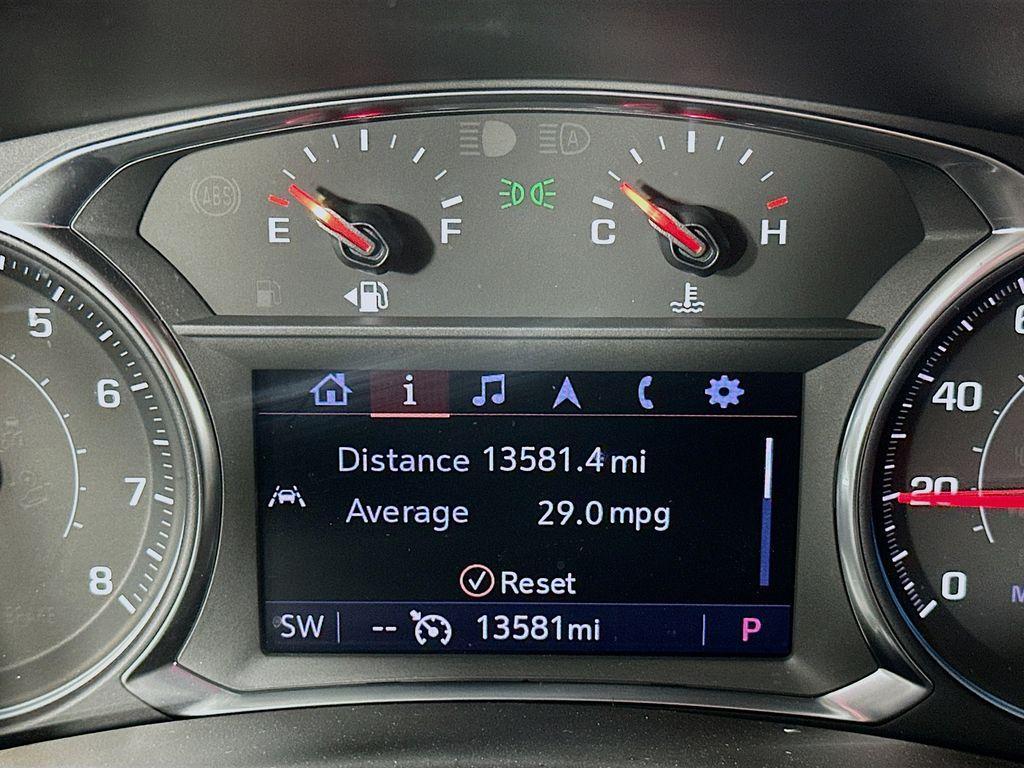 ABS
A
E F
C H
5
6
7
8
6
40
20
0
M
i
Distance 13581.4 mi
Average 29.0 mpg
Reset
SW -- 13581mi P